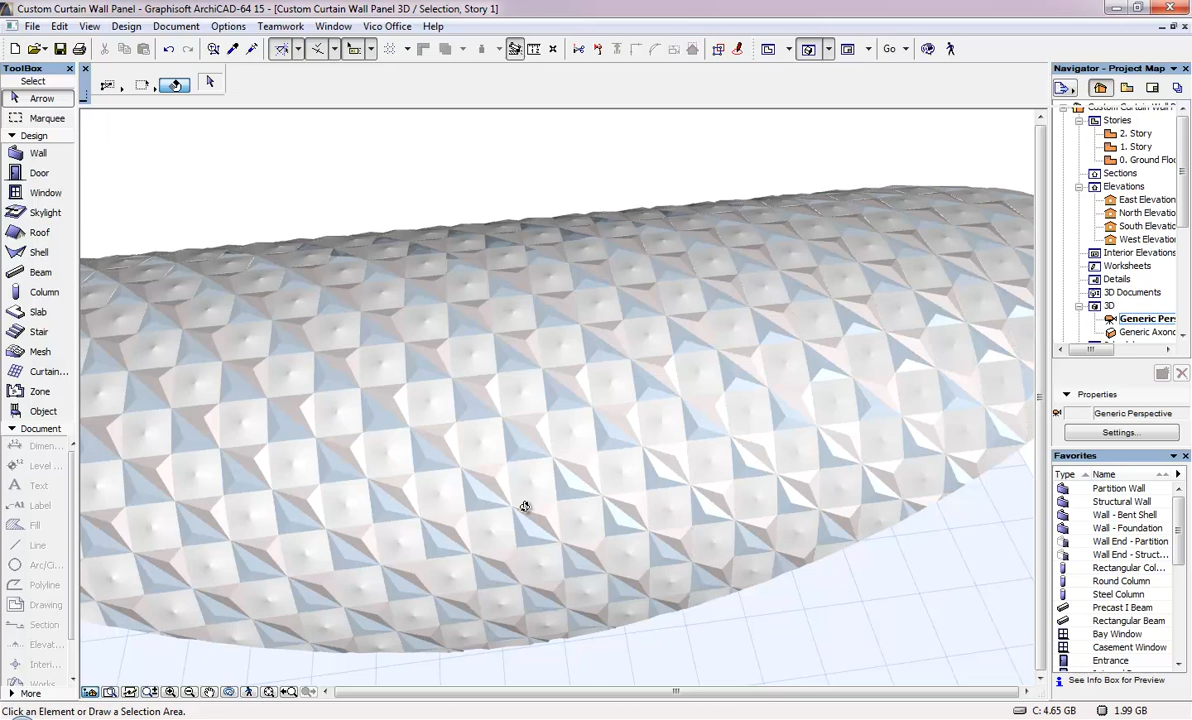 Custom Curtain Wall Panel - Graphisoft ArchiCAD-64 15 - [Custom Curtain Wall Panel 3D / Selection, Story 1]
File Edit View Design Document Options Teamwork Window Vico Office Help
ToolBox
Select
Arrow
Marquee
Design
Wall
Door
Window
Skylight
Roof
Shell
Beam
Column
Slab
Stair
Mesh
Curtain...
Zone
Object
Document
Dimen...
Level ...
Text
Label
Fill
Line
Arc/Ci...
Polyline
Drawing
Section
Elevat...
Interi...
More
Go
Navigator - Project Map
Stories
2. Story
1. Story
0. Ground Floo
Sections
Elevations
East Elevation
North Elevatio
South Elevatio
West Elevation
Interior Elevations
Worksheets
Details
3D Documents
3D
Generic Per
Generic Axono
Properties
Generic Perspective
Settings...
Favorites
Type Name
Partition Wall
Structural Wall
Wall - Bent Shell
Wall - Foundation
Wall End - Partition
Wall End - Struct...
Rectangular Col...
Round Column
Steel Column
Precast I Beam
Rectangular Beam
Bay Window
Casement Window
Entrance
See Info Box for Preview
Click an Element or Draw a Selection Area.
C: 4.65 GB
1.99 GB